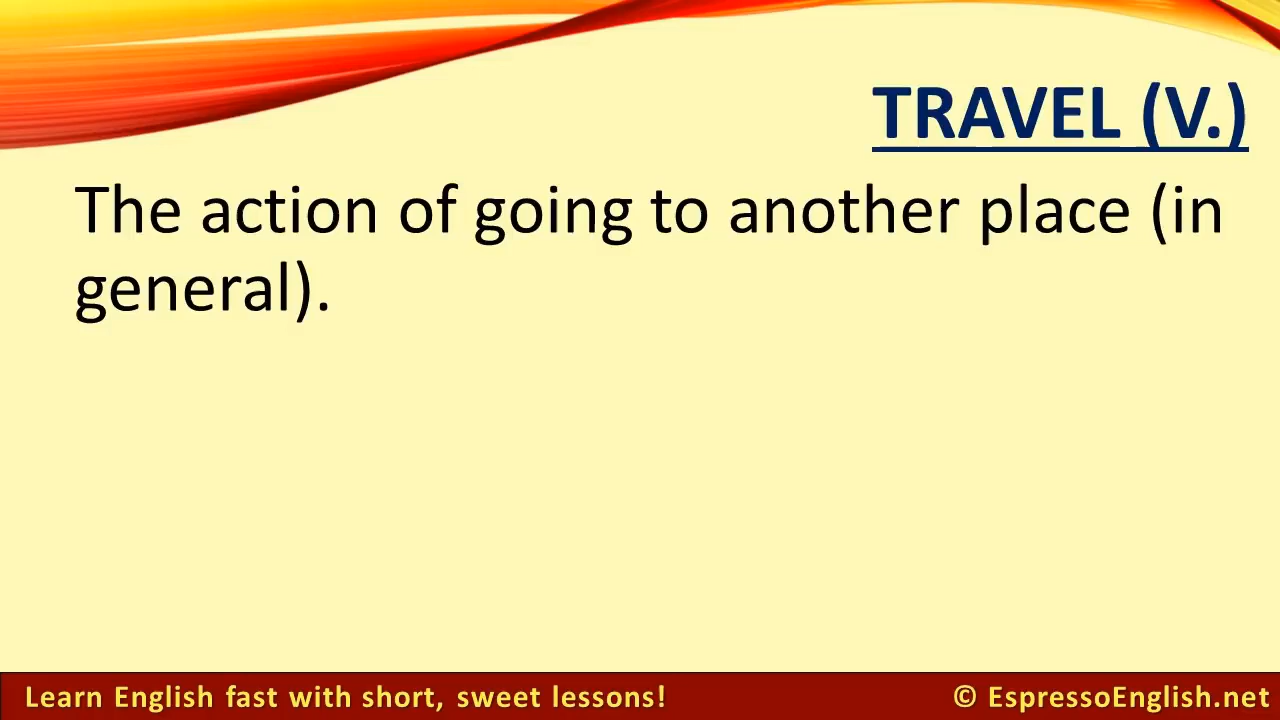 TRAVEL (V.)
The action of going to another place (in
general).
Learn English fast with short, sweet lessons!
© EspressoEnglish.net